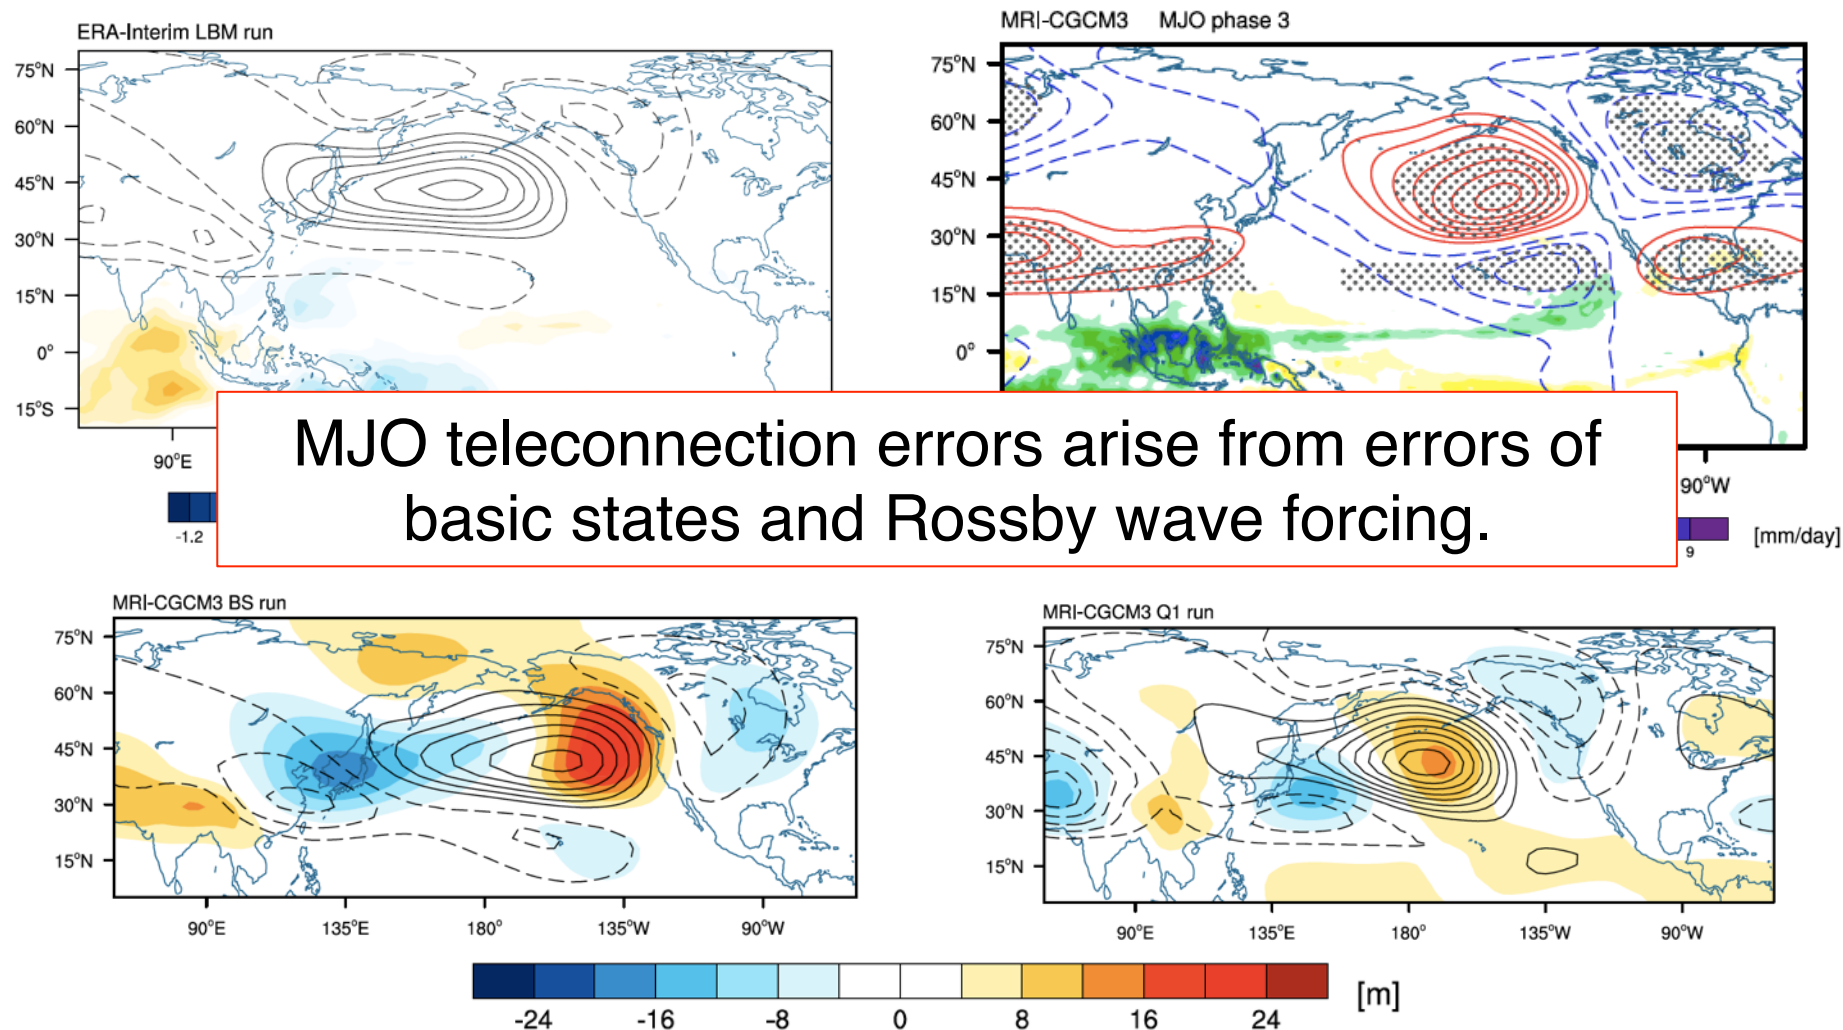 ERA-Interim LBM run
75°N
60°N
45°N
30°N
15°N
0°
15°S
90°E
-1.2
MRI-CGCM3 MJO phase 3
75°N
60°N
45°N
30°N
15°N
0°
90°W
9
[mm/day]
MJO teleconnection errors arise from errors of
basic states and Rossby wave forcing.
MRI-CGCM3 BS run
75°N
60°N
45°N
30°N
15°N
90°E 135°E 180° 135°W 90°W
MRI-CGCM3 Q1 run
75°N
60°N
45°N
30°N
15°N
90°E 135°E 180° 135°W 90°W
-24 -16 -8 0 8 16 24
[m]